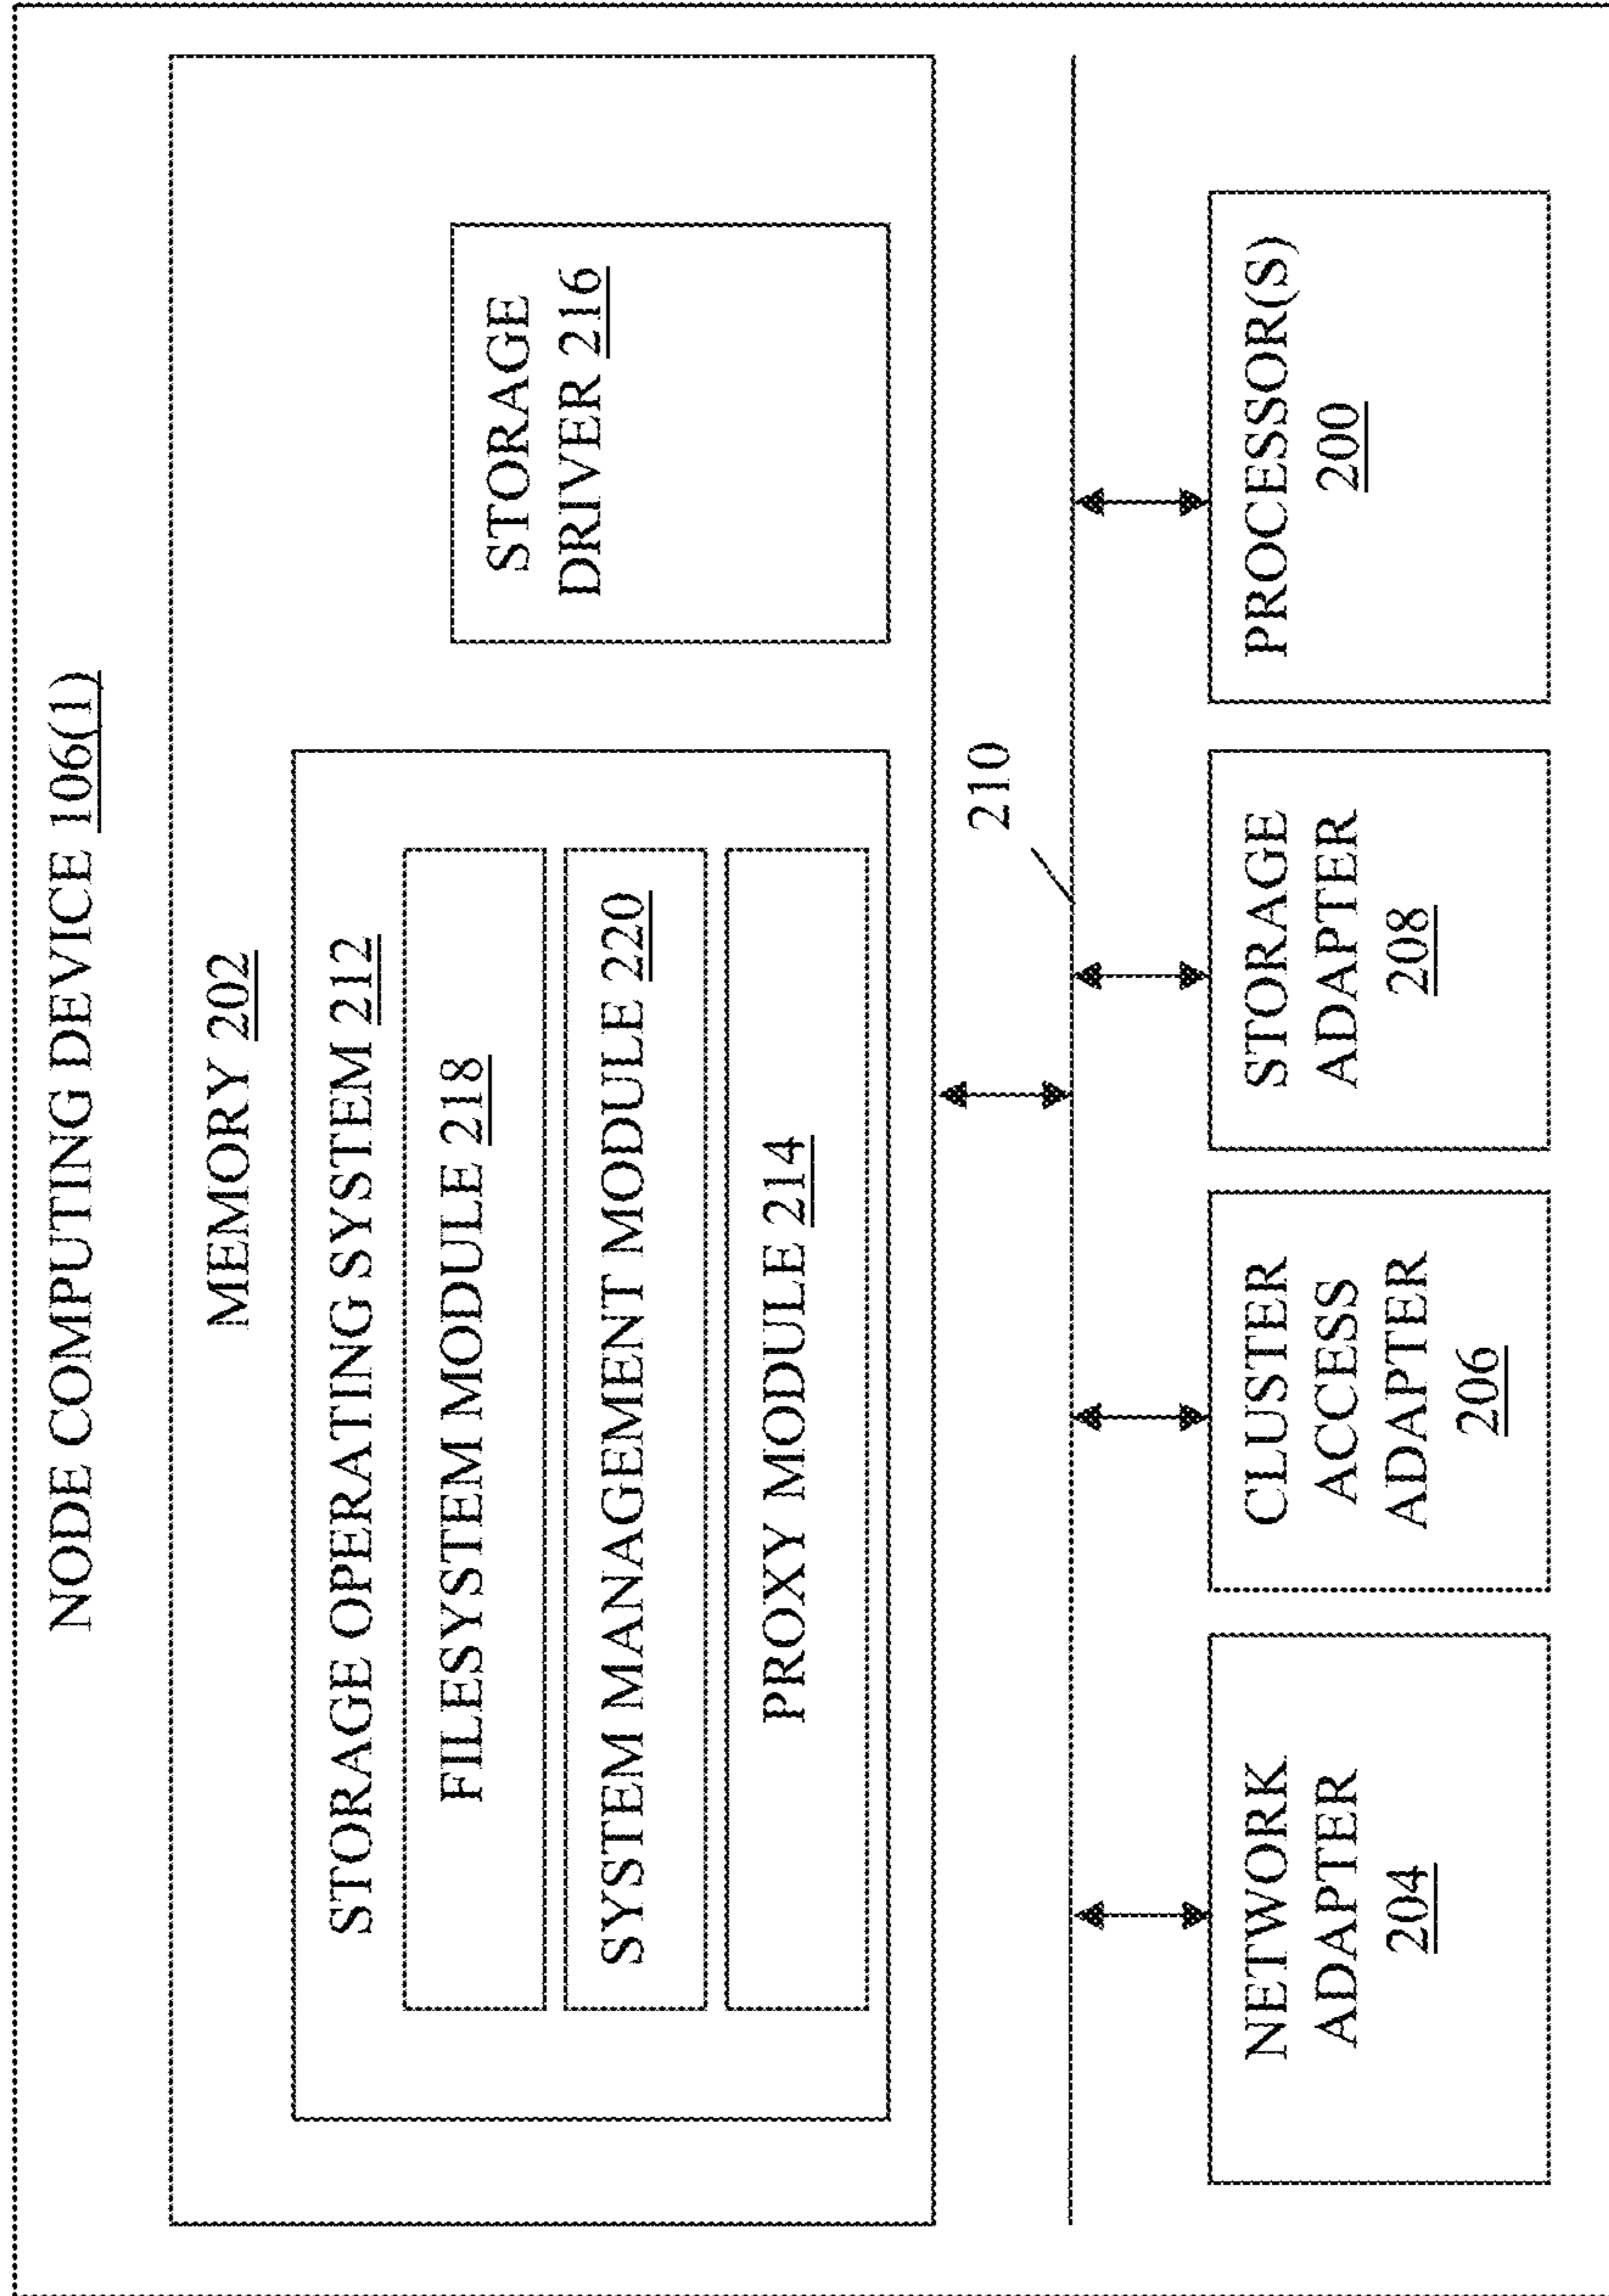 NODE COMPUTING DEVICE 106(1)
MEMORY 202
STORAGE OPERATING SYSTEM 212
FILESYSTEM MODULE 218
SYSTEM MANAGEMENT MODULE 220
PROXY MODULE 214
STORAGE
DRIVER 216
210
NETWORK
ADAPTER
204
CLUSTER
ACCESS
ADAPTER
206
STORAGE
ADAPTER
208
PROCESSOR(S)
200